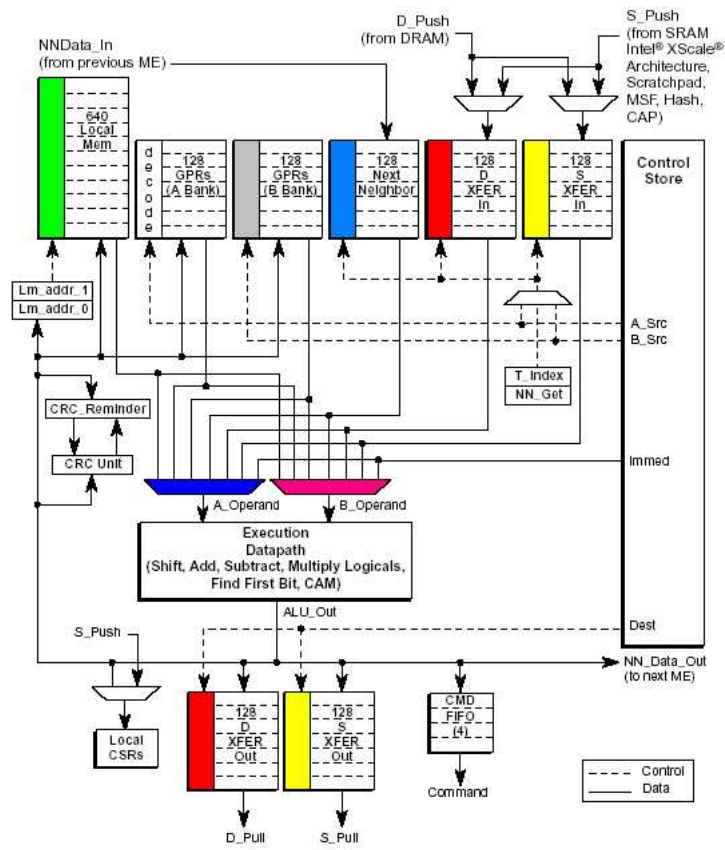 D_Push
(from DRAM)
S_Push
(from SRAM
Intel® XScale®
Architecture,
Scratchpad,
MSF, Hash,
CAP)
NNData_In
(from previous ME)
640
Local
Mem
decode
128
GPRs
(A Bank)
128
GPRs
(B Bank)
128
Next
Neighbor
128
D
XFER
In
128
S
XFER
In
Control
Store
Lm_addr_1
Lm_addr_0
A_Src
B_Src
T_Index
NN_Get
CRC_Reminder
CRC Unit
Immed
A_Operand
B_Operand
Execution
Datapath
(Shift, Add, Subtract, Multiply Logicals,
Find First Bit, CAM)
ALU_Out
Dest
S_Push
NN_Data_Out
(to next ME)
Local
CSRs
128
D
XFER
Out
128
S
XFER
Out
CMD
FIFO
(4)
Command
Control
Data
D_Pull
S_Pull